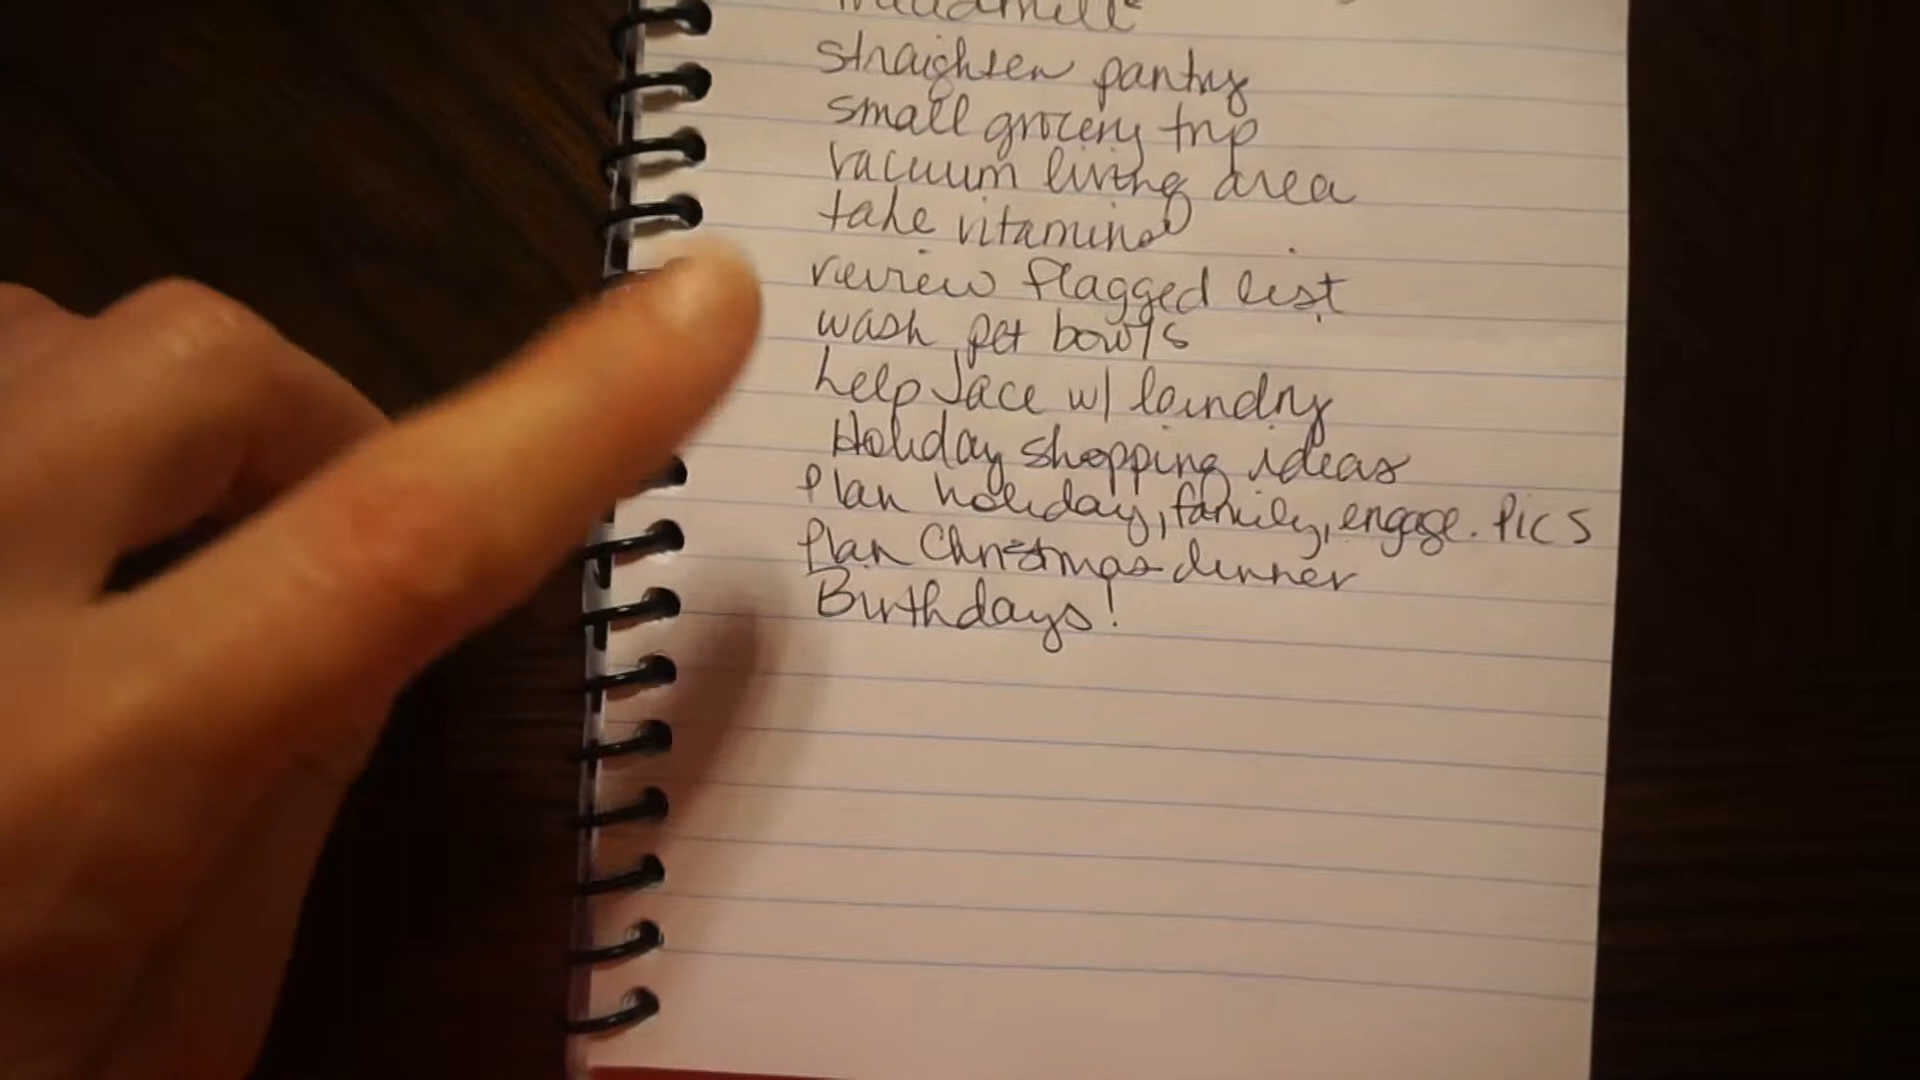 straighten pantry
small grocery trip
vacuum living area
take vitamins
review flagged list
wash pet bowls
help Jace w/ laundry
Holiday shopping ideas
Plan holiday, family, engage. Pics
Plan Christmas dinner
Birthdays!